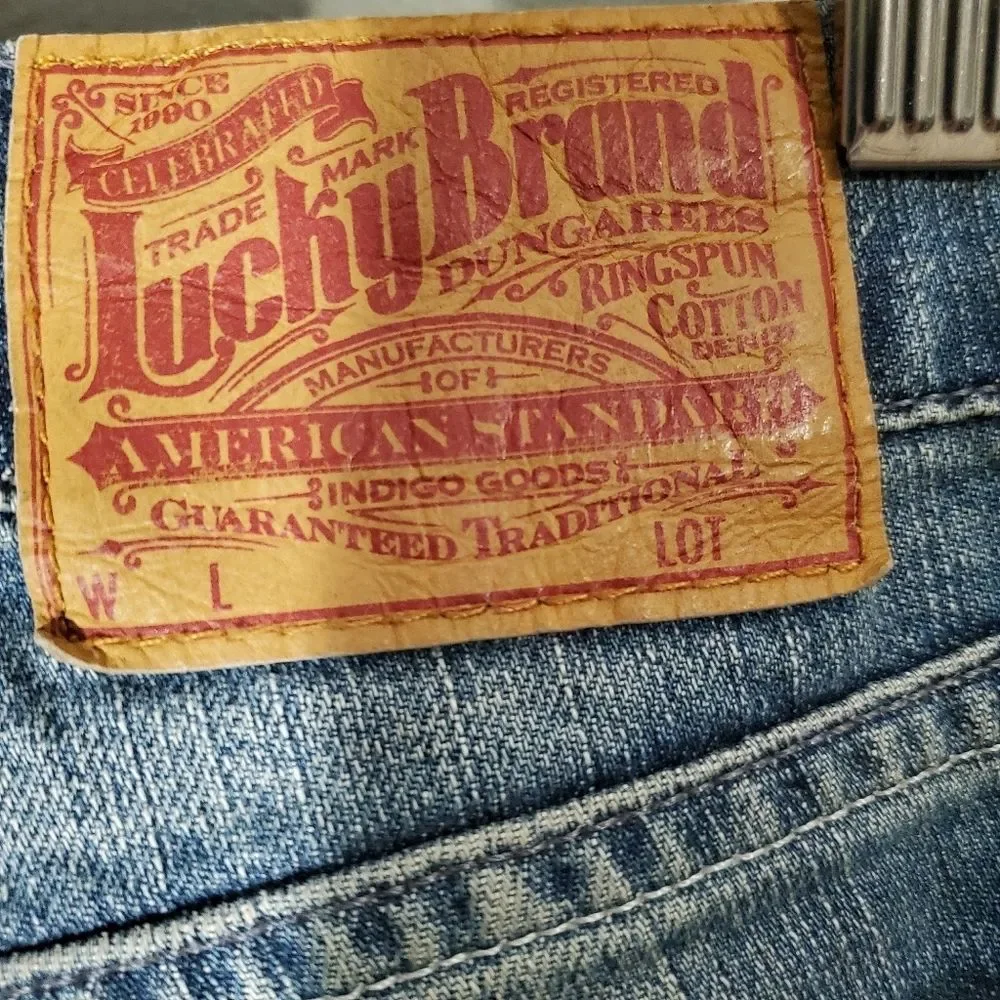 SINCE
1990
CELEBRATED
TRADE MARK
REGISTERED
Lucky Brand
DUNGAREES
RINGSPUN
COTTON
DENIM
MANUFACTURERS
OF
AMERICAN STANDARD
INDIGO GOODS
GUARANTEED TRADITIONAL
W L LOT